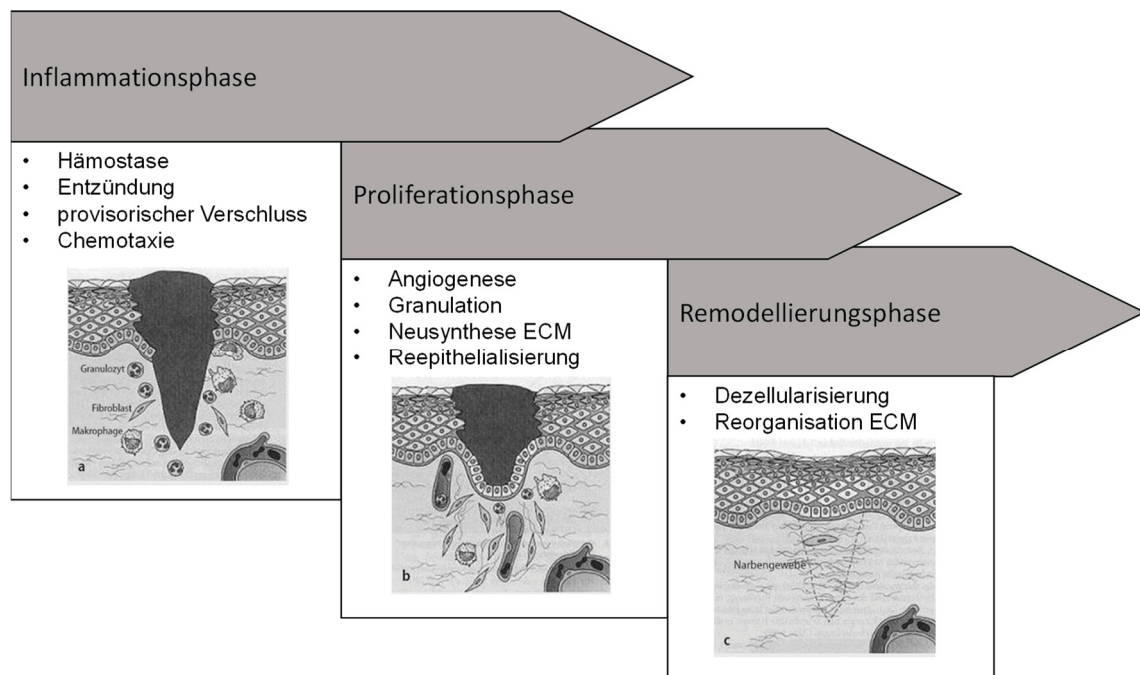 Inflammationsphase
• Hämostase
• Entzündung
• provisorischer Verschluss
• Chemotaxie
Granulozyt
Fibroblast
Makrophage
a
Proliferationsphase
• Angiogenese
• Granulation
• Neusynthese ECM
• Reepithelialisierung
b
Remodellierungsphase
• Dezellularisierung
• Reorganisation ECM
Narbengewebe
c